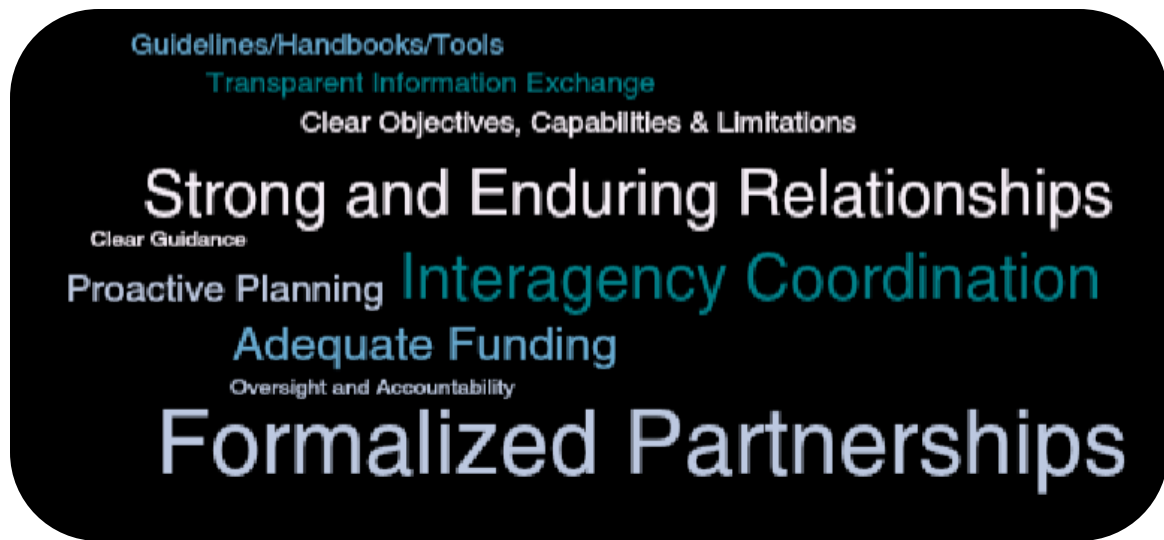 Guidelines/Handbooks/Tools
Transparent Information Exchange
Clear Objectives, Capabilities & Limitations
Strong and Enduring Relationships
Clear Guidance
Proactive Planning
Interagency Coordination
Adequate Funding
Oversight and Accountability
Formalized Partnerships